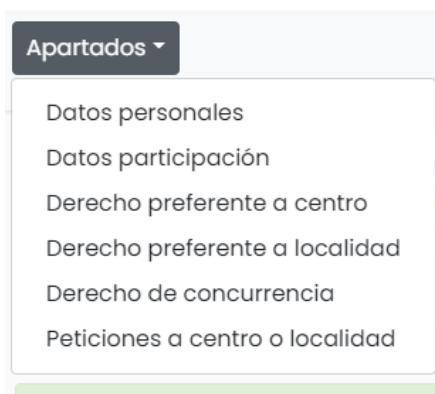 Apartados
Datos personales
Datos participación
Derecho preferente a centro
Derecho preferente a localidad
Derecho de concurrencia
Peticiones a centro o localidad